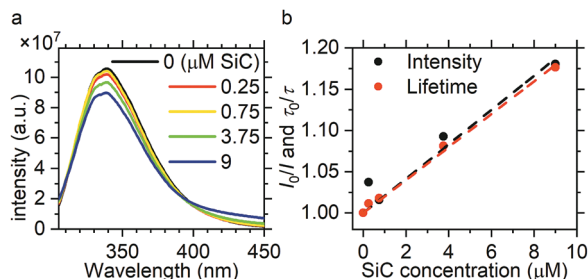 a
×10⁷
0 (μM SiC)
0.25
0.75
3.75
9
10
8
6
4
2
0
intensity (a.u.)
350
400
450
Wavelength (nm)
b
1.20
1.15
1.10
1.05
1.00
I₀/I and τ₀/τ
Intensity
Lifetime
0
2
4
6
8
10
SiC concentration (μM)